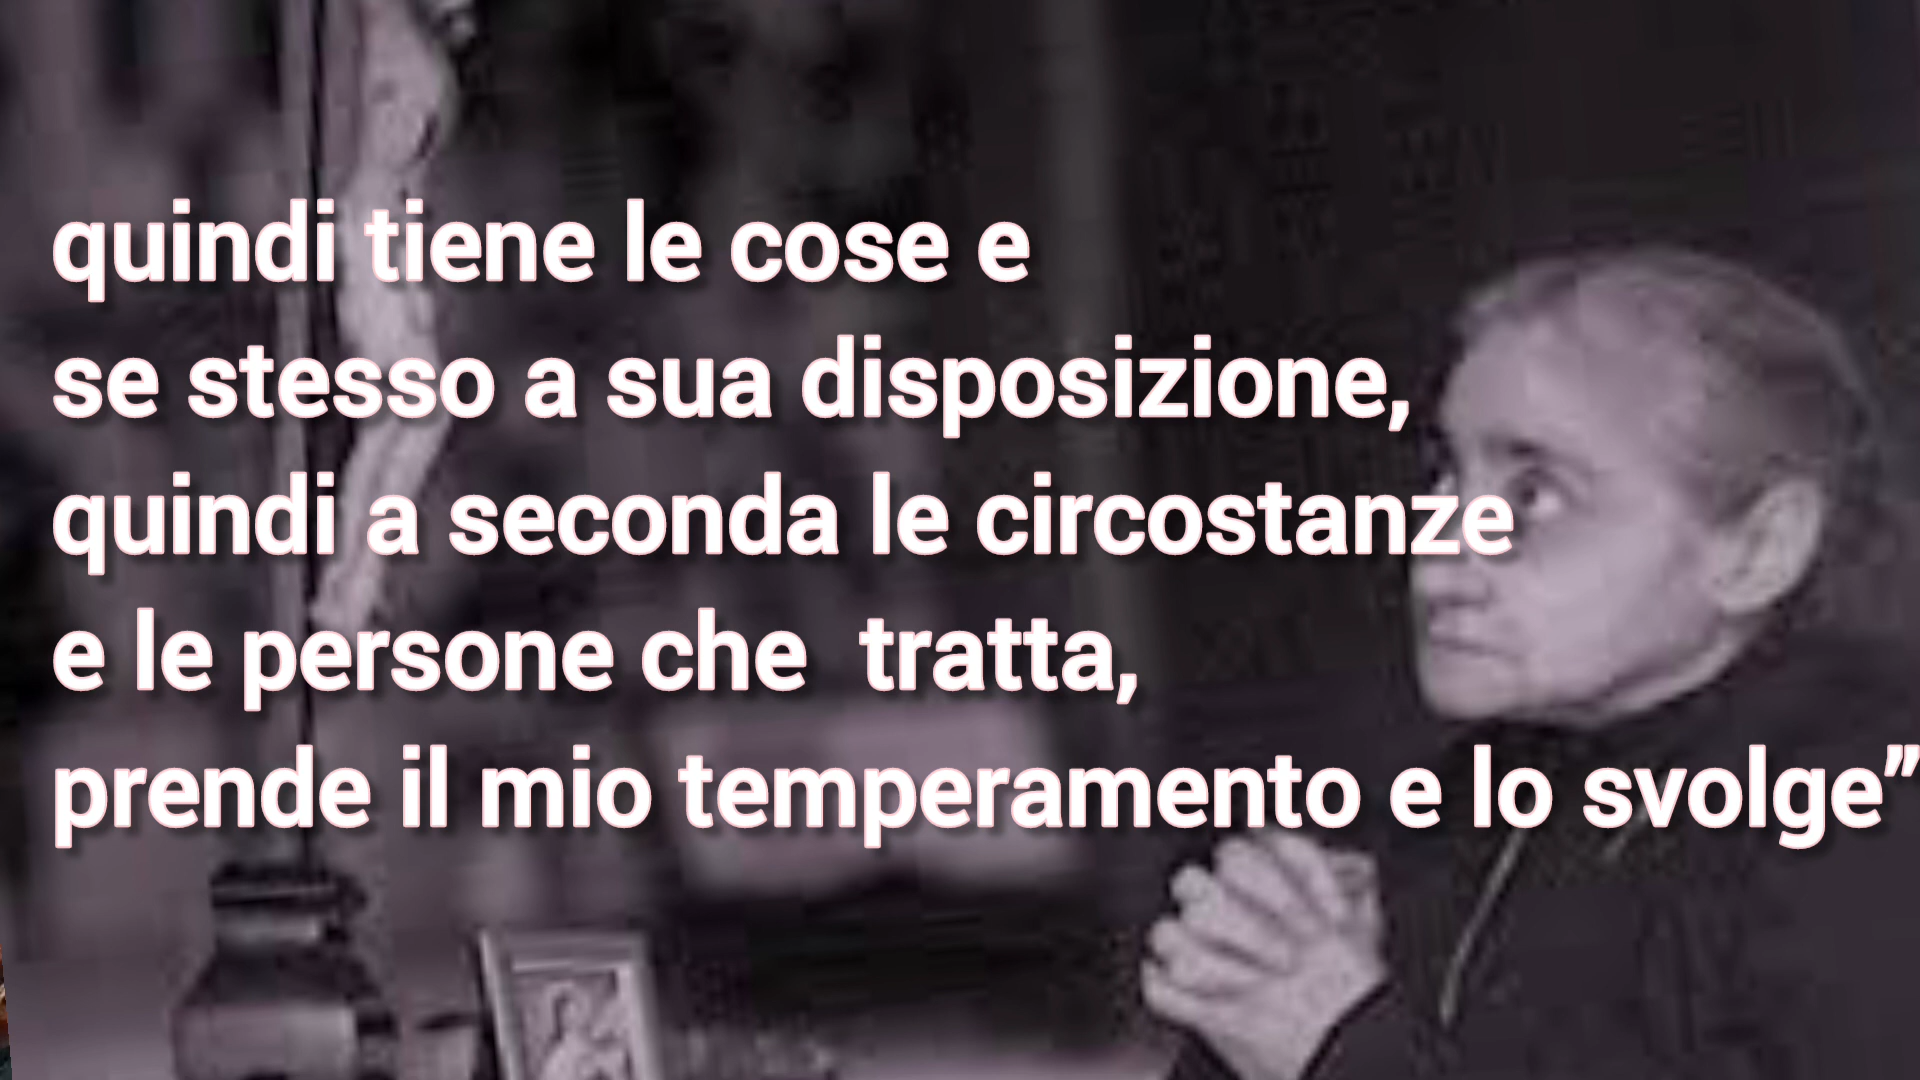 quindi tiene le cose e
se stesso a sua disposizione,
quindi a seconda le circostanze
e le persone che  tratta,
prende il mio temperamento e lo svolge”